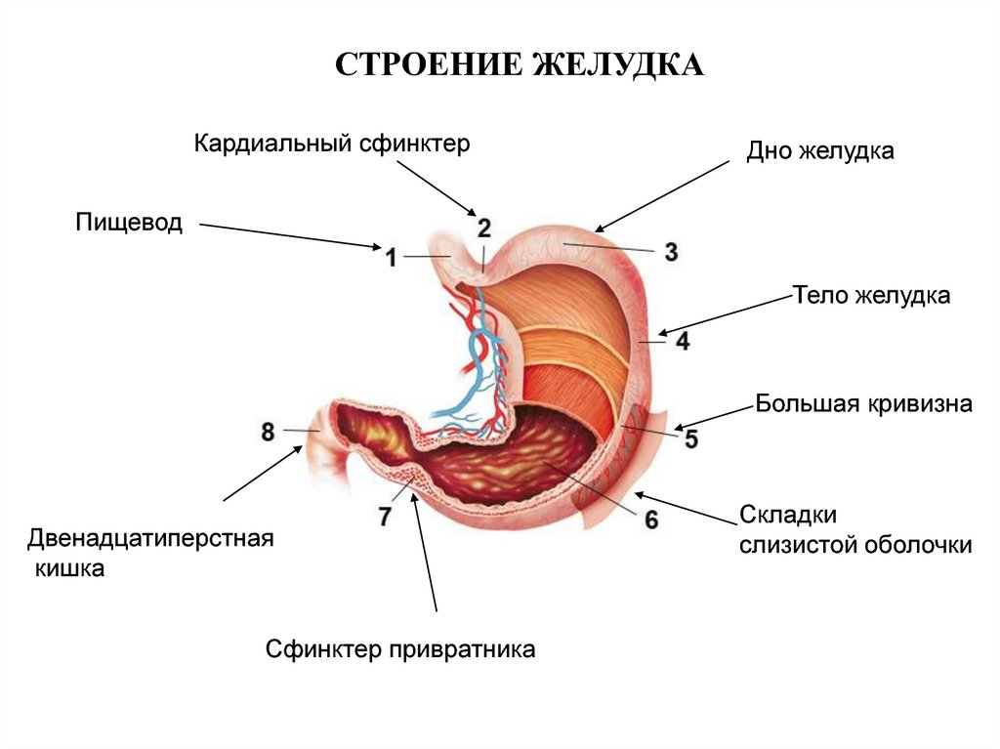 СТРОЕНИЕ ЖЕЛУДКА
Кардиальный сфинктер
Дно желудка
Пищевод
2
1
3
Тело желудка
4
Большая кривизна
8
5
7
6
Складки
слизистой оболочки
Двенадцатиперстная
кишка
Сфинктер привратника